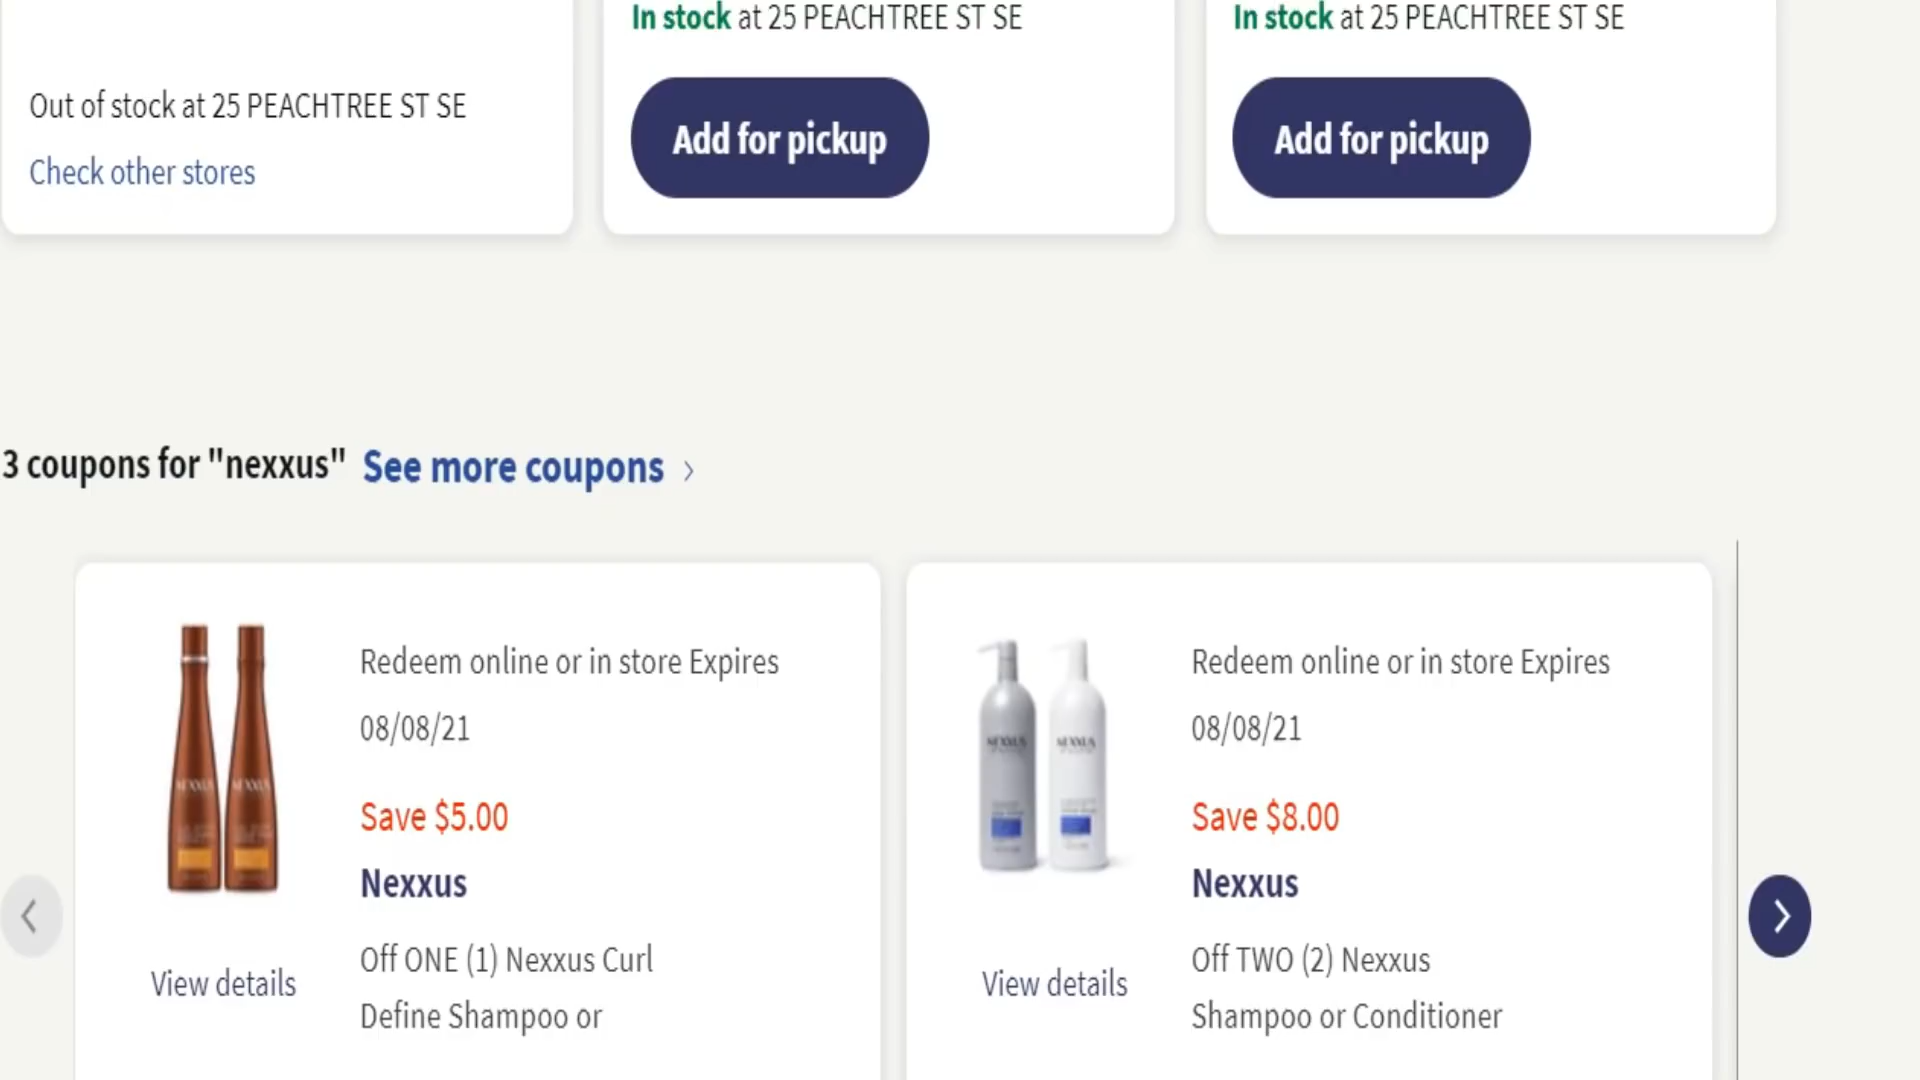 In stock at 25 PEACHTREE ST SE
In stock at 25 PEACHTREE ST SE
Out of stock at 25 PEACHTREE ST SE
Check other stores
Add for pickup
Add for pickup
3 coupons for "nexxus" See more coupons
Redeem online or in store Expires
08/08/21
Save $5.00
Nexxus
Off ONE (1) Nexxus Curl
Define Shampoo or
View details
NEXXUS
NEXXUS
Redeem online or in store Expires
08/08/21
Save $8.00
Nexxus
Off TWO (2) Nexxus
Shampoo or Conditioner
View details
NEXXUS
NEXXUS